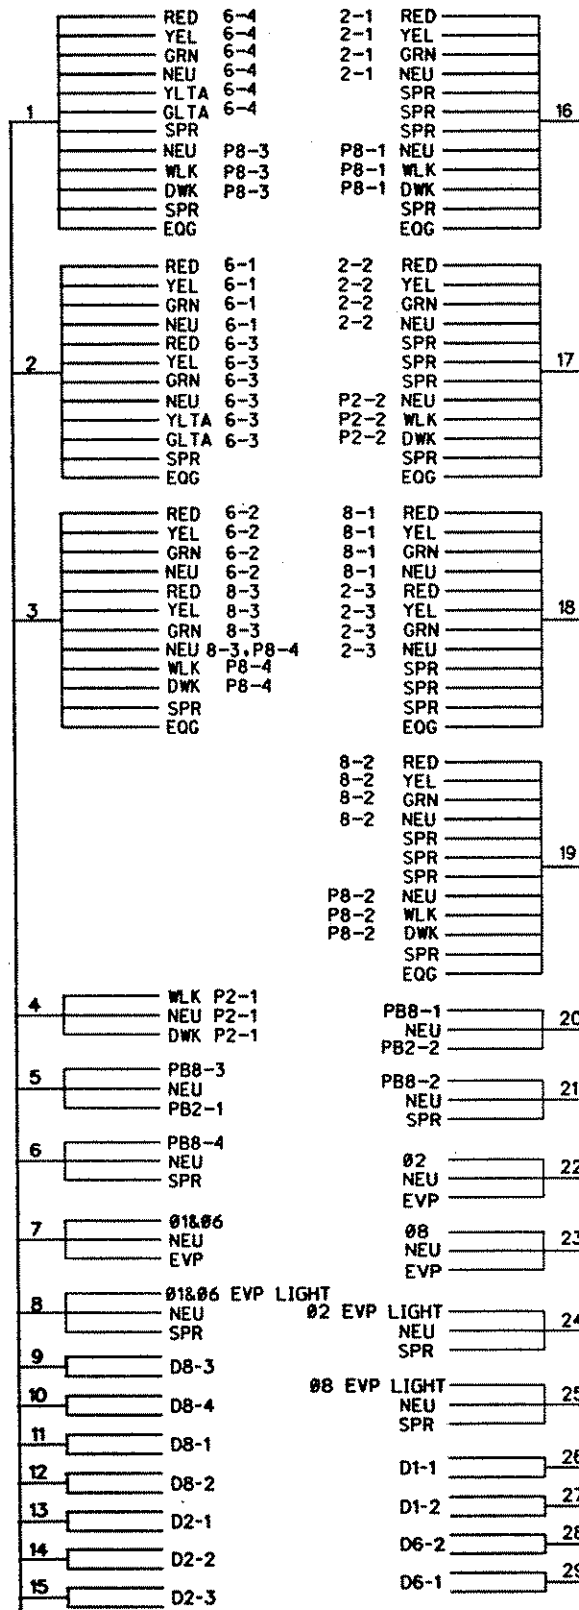 RED 6-4 2-1 RED
YEL 6-4 2-1 YEL
GRN 6-4 2-1 GRN
NEU 6-4 2-1 NEU
YLTA 6-4 SPR
1 GLTA 6-4 SPR 16
SPR SPR
NEU P8-3 P8-1 NEU
WLK P8-3 P8-1 WLK
DWK P8-3 P8-1 DWK
SPR SPR
EQG EQG
RED 6-1 2-2 RED
YEL 6-1 2-2 YEL
GRN 6-1 2-2 GRN
NEU 6-1 2-2 NEU
RED 6-3 SPR
2 YEL 6-3 SPR 17
GRN 6-3 SPR
NEU 6-3 P2-2 NEU
YLTA 6-3 P2-2 WLK
GLTA 6-3 P2-2 DWK
SPR SPR
EQG EQG
RED 6-2 8-1 RED
YEL 6-2 8-1 YEL
GRN 6-2 8-1 GRN
NEU 6-2 8-1 NEU
RED 8-3 2-3 RED
3 YEL 8-3 2-3 YEL 18
GRN 8-3 2-3 GRN
NEU 8-3,P8-4 2-3 NEU
WLK P8-4 SPR
DWK P8-4 SPR
SPR SPR
EQG EQG
8-2 RED
8-2 YEL
8-2 GRN
8-2 NEU
SPR
SPR 19
SPR
P8-2 NEU
P8-2 WLK
P8-2 DWK
SPR
EQG
WLK P2-1
4 NEU P2-1
DWK P2-1
PB8-1
NEU 20
PB2-2
PB8-3
5 NEU
PB2-1
PB8-2
NEU 21
SPR
PB8-4
6 NEU
SPR
Ø2
NEU 22
EVP
Ø1&Ø6
7 NEU
EVP
Ø8
NEU 23
EVP
Ø1&Ø6 EVP LIGHT
8 NEU
SPR
Ø2 EVP LIGHT
NEU 24
SPR
9 D8-3
10 D8-4
Ø8 EVP LIGHT
NEU 25
SPR
11 D8-1
12 D8-2
13 D2-1
14 D2-2
15 D2-3
D1-1 26
D1-2 27
D6-2 28
D6-1 29